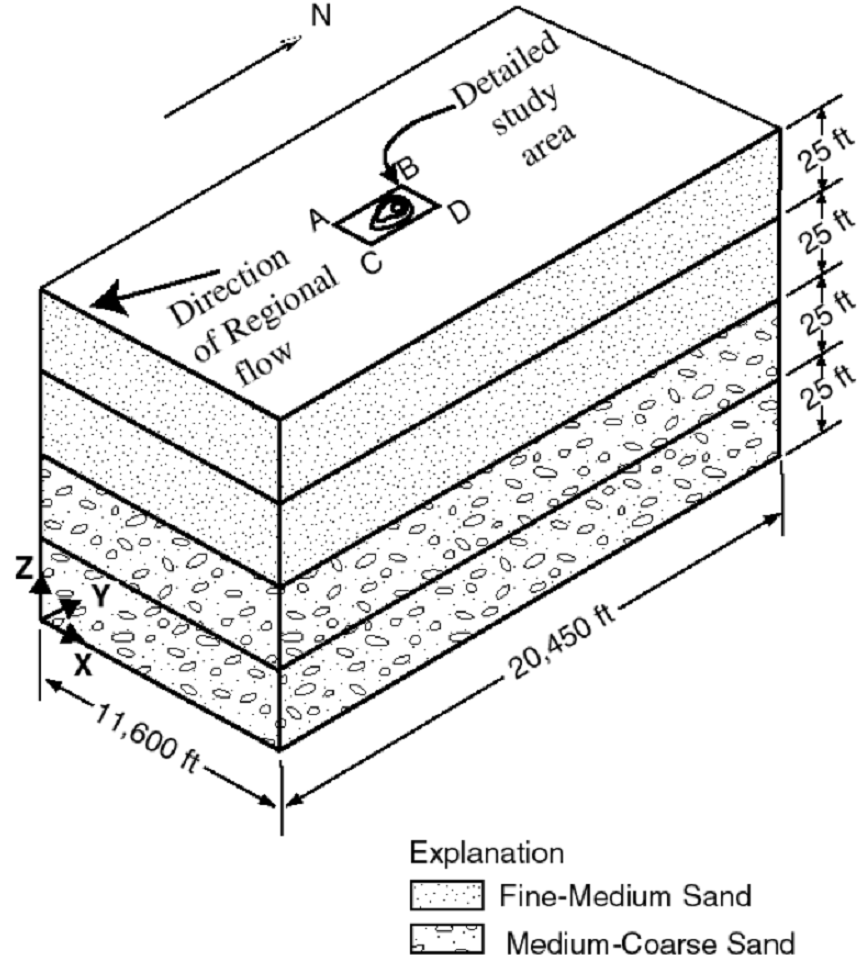 N
Detailed
study
area
25 ft
25 ft
25 ft
25 ft
A
B
C
D
Direction
of Regional
flow
Z
Y
X
11,600 ft
20,450 ft
Explanation
Fine-Medium Sand
Medium-Coarse Sand